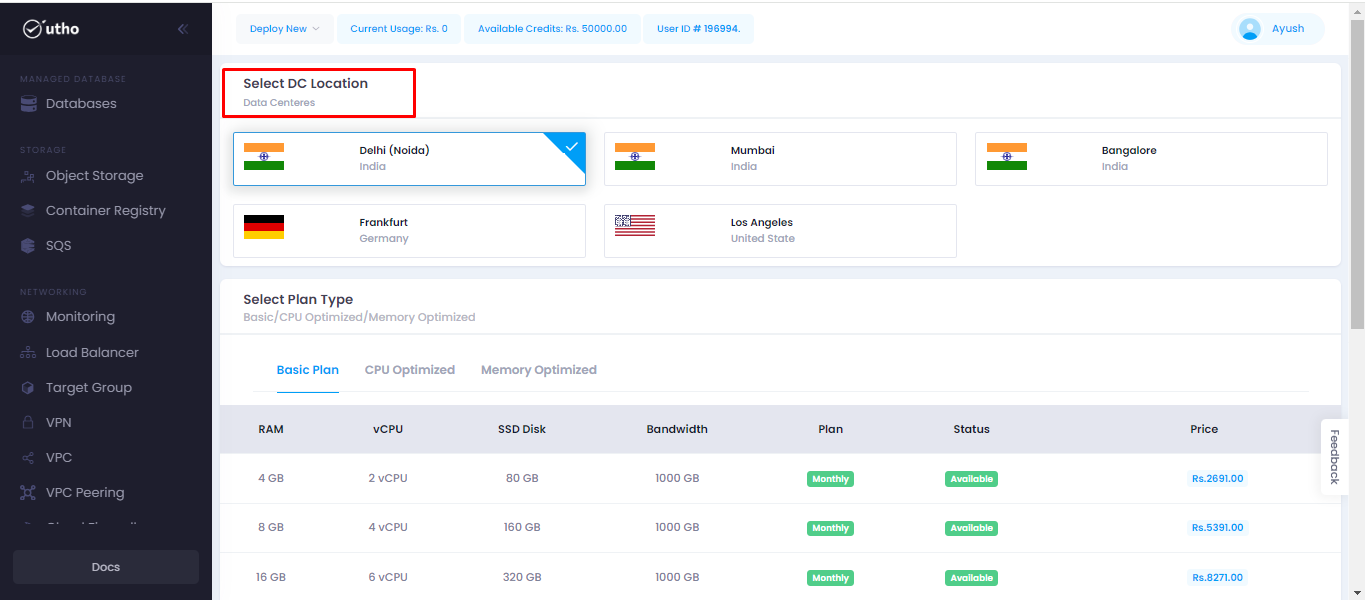 utho
Deploy New
Current Usage: Rs. 0
Available Credits: Rs. 50000.00
User ID # 196994.
Ayush
MANAGED DATABASE
Databases
STORAGE
Object Storage
Container Registry
SQS
NETWORKING
Monitoring
Load Balancer
Target Group
VPN
VPC
VPC Peering
Docs
Select DC Location
Data Centeres
Delhi (Noida)
India
Mumbai
India
Bangalore
India
Frankfurt
Germany
Los Angeles
United State
Select Plan Type
Basic/CPU Optimized/Memory Optimized
Basic Plan CPU Optimized Memory Optimized
RAM vCPU SSD Disk Bandwidth Plan Status Price
4 GB 2 vCPU 80 GB 1000 GB Monthly Available Rs.2691.00
8 GB 4 vCPU 160 GB 1000 GB Monthly Available Rs.5391.00
16 GB 6 vCPU 320 GB 1000 GB Monthly Available Rs.8271.00
Feedback